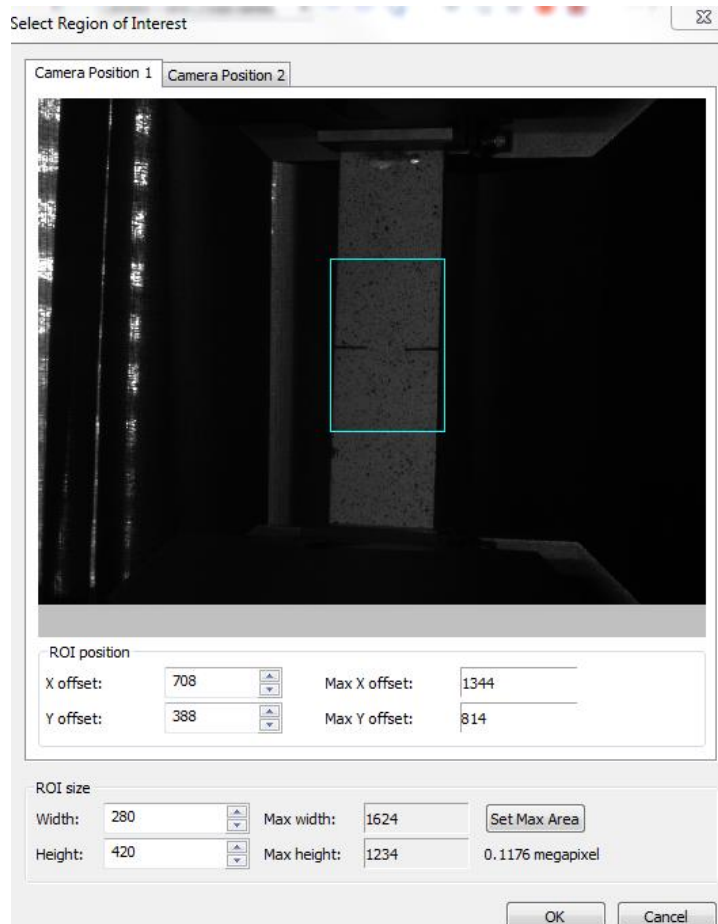 Select Region of Interest
Camera Position 1 Camera Position 2
ROI position
X offset: 708 Max X offset: 1344
Y offset: 388 Max Y offset: 814
ROI size
Width: 280 Max width: 1624 Set Max Area
Height: 420 Max height: 1234 0.1176 megapixel
OK Cancel